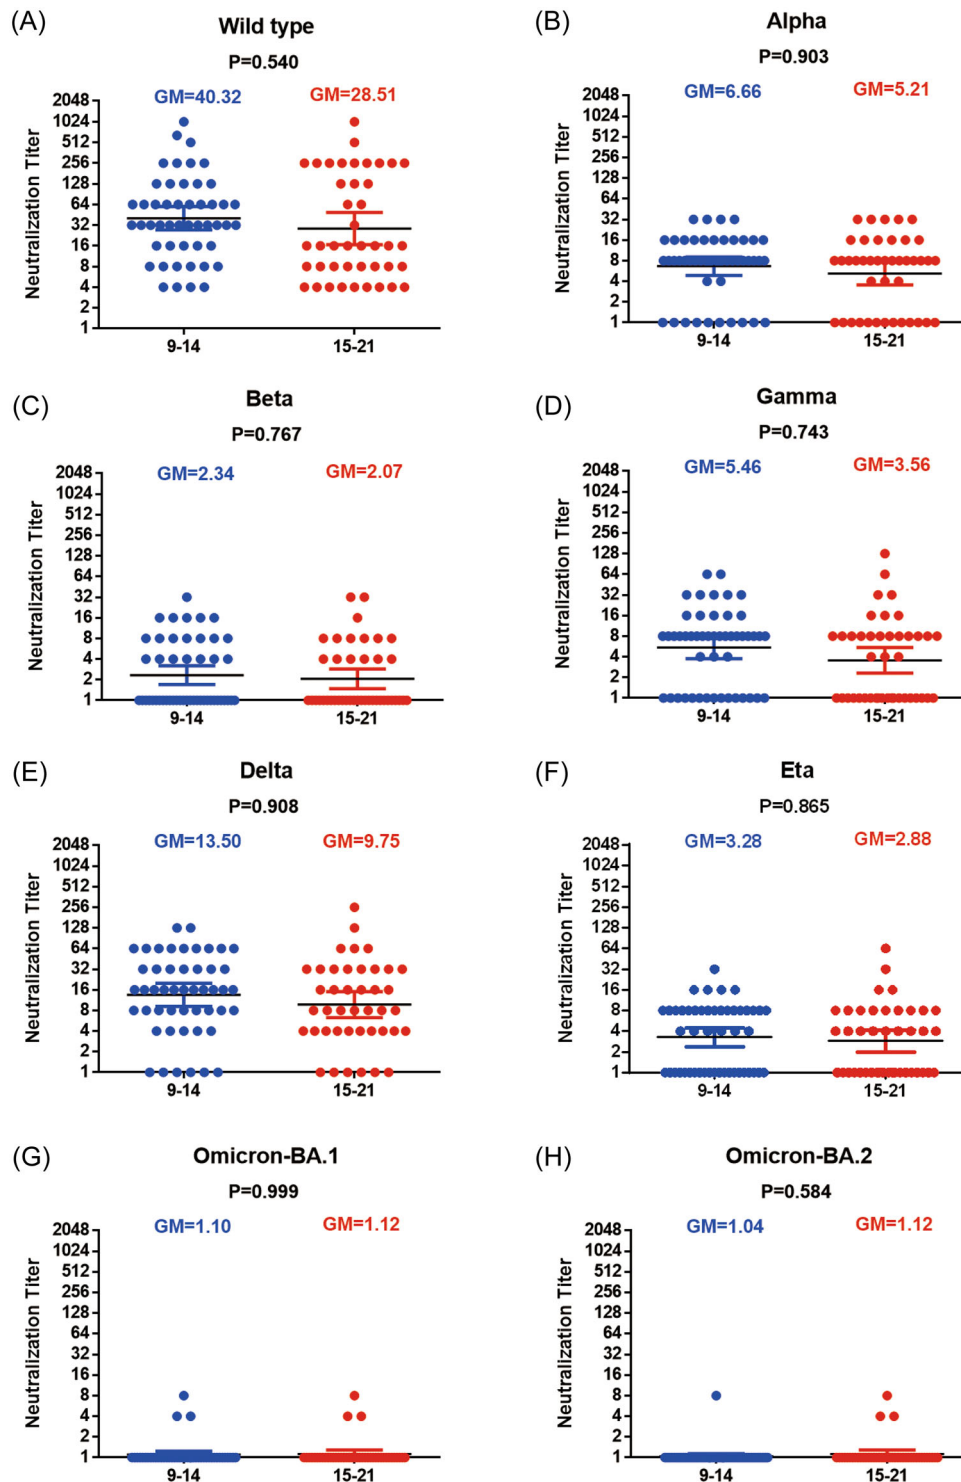 (A)
Wild type
P=0.540
GM=40.32 GM=28.51
Neutralization Titer
2048
1024
512
256
128
64
32
16
8
4
2
1
9-14 15-21
(B)
Alpha
P=0.903
GM=6.66 GM=5.21
Neutralization Titer
2048
1024
512
256
128
64
32
16
8
4
2
1
9-14 15-21
(C)
Beta
P=0.767
GM=2.34 GM=2.07
Neutralization Titer
2048
1024
512
256
128
64
32
16
8
4
2
1
9-14 15-21
(D)
Gamma
P=0.743
GM=5.46 GM=3.56
Neutralization Titer
2048
1024
512
256
128
64
32
16
8
4
2
1
9-14 15-21
(E)
Delta
P=0.908
GM=13.50 GM=9.75
Neutralization Titer
2048
1024
512
256
128
64
32
16
8
4
2
1
9-14 15-21
(F)
Eta
P=0.865
GM=3.28 GM=2.88
Neutralization Titer
2048
1024
512
256
128
64
32
16
8
4
2
1
9-14 15-21
(G)
Omicron-BA.1
P=0.999
GM=1.10 GM=1.12
Neutralization Titer
2048
1024
512
256
128
64
32
16
8
4
2
1
9-14 15-21
(H)
Omicron-BA.2
P=0.584
GM=1.04 GM=1.12
Neutralization Titer
2048
1024
512
256
128
64
32
16
8
4
2
1
9-14 15-21